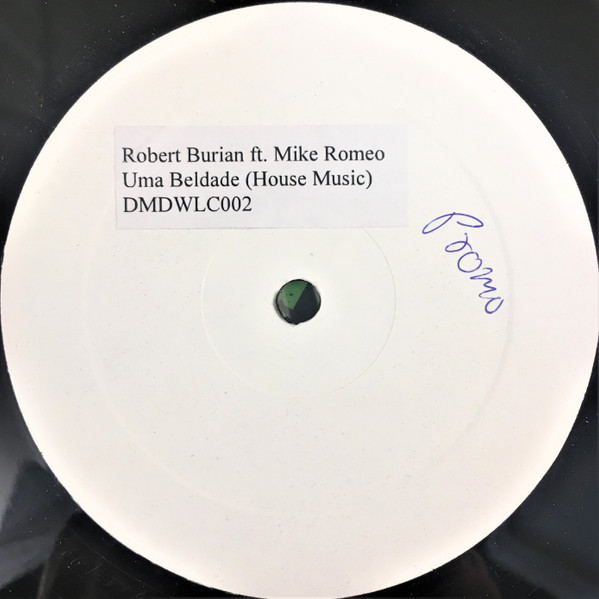 Robert Burian ft. Mike Romeo
Uma Beldade (House Music)
DMDWLC002
Promo